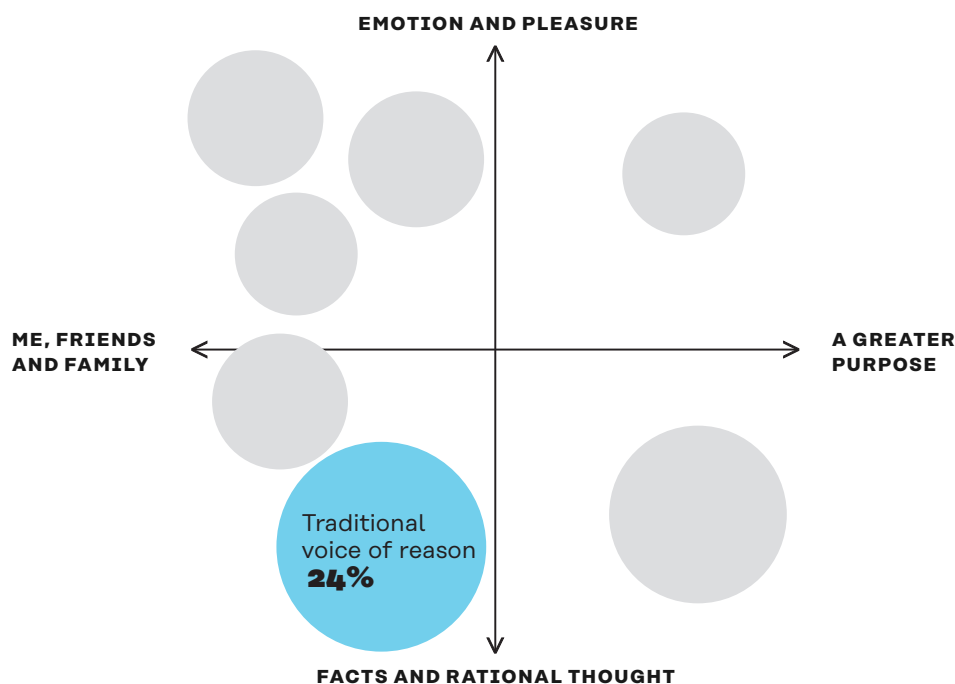 EMOTION AND PLEASURE
ME, FRIENDS
AND FAMILY
A GREATER
PURPOSE
Traditional
voice of reason
24%
FACTS AND RATIONAL THOUGHT